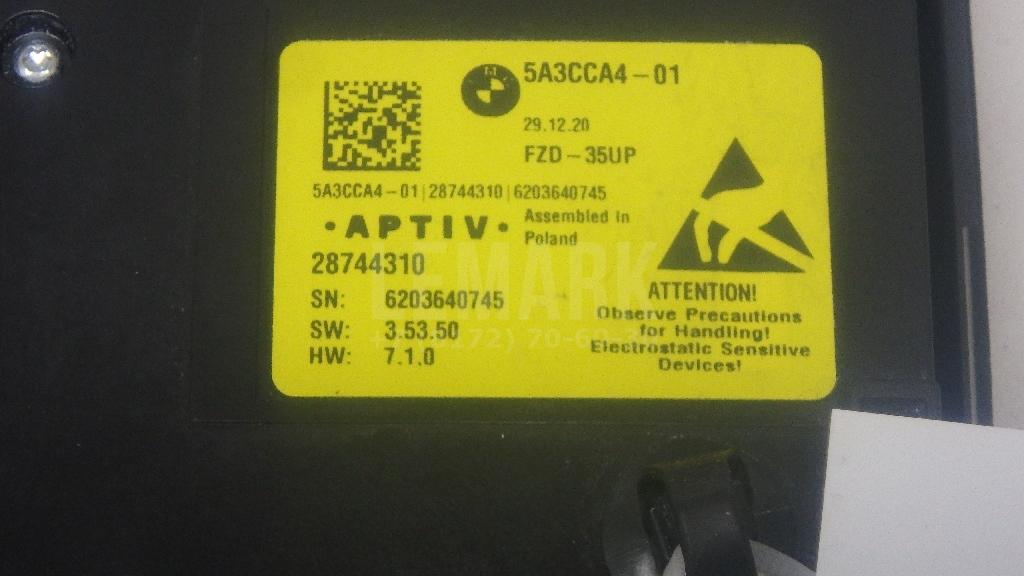 5A3CCA4-01
29.12.20
FZD-35UP
5A3CCA4-01|28744310|6203640745
•APTIV•
Assembled in
Poland
28744310
SN: 6203640745
SW: 3.53.50
HW: 7.1.0
ATTENTION!
Observe Precautions
for Handling!
Electrostatic Sensitive
Devices!
LEMARK